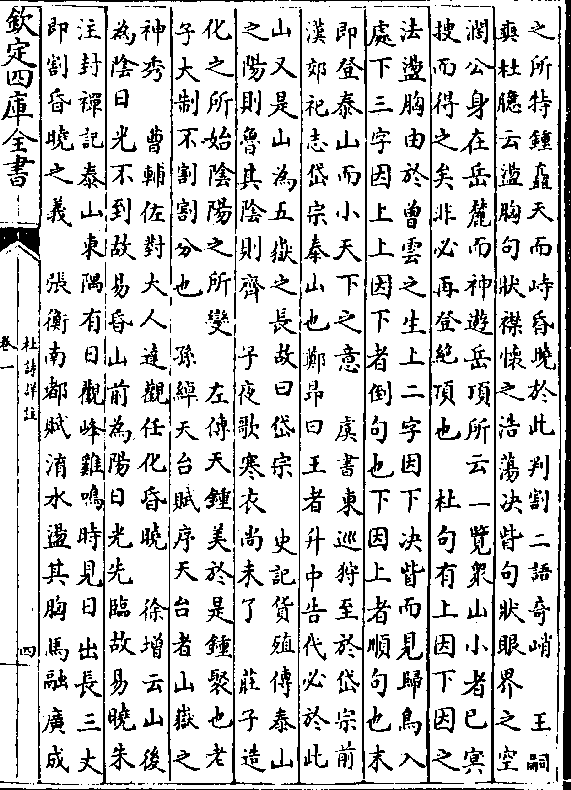 之所特鍾矗天而峙昏曉於此判割二語奇峭　王嗣
奭杜臆云盪胸句狀襟懷之浩蕩決眥句狀眼界之空
濶公身在岳麓而神遊岳頂所云一覽衆山小者已冥
搜而得之矣非必再登絶頂也　杜句有上因下因之
法盪胸由於曾雲之生上二字因下決眥而見歸鳥入
處下三字因上上因下者倒句也下因上者順句也末
即登泰山而小天下之意　虞書東巡狩至於岱宗前
漢郊祀志岱宗泰山也鄭昂曰王者升中告代必於此
山又是山為五嶽之長故曰岱宗　史記貨殖傳泰山
之陽則魯其陰則齊　子夜歌寒衣尚未了　莊子造
化之所始陰陽之所變　左傳天鍾美於是鍾聚也老
子大制不割割分也　孫綽天台賦序天台者山嶽之
神秀　曹輔佐對大人達觀任化昏曉　徐增云山後
為陰日光不到故易昏山前為陽日光先臨故易曉朱
注封禪記泰山東隅有日觀峰雞鳴時見日出長三丈
即割昏曉之義　張衡南都賦淯水盪其胸馬融廣成
欽定四庫全書
杜詩詳註
卷一
四